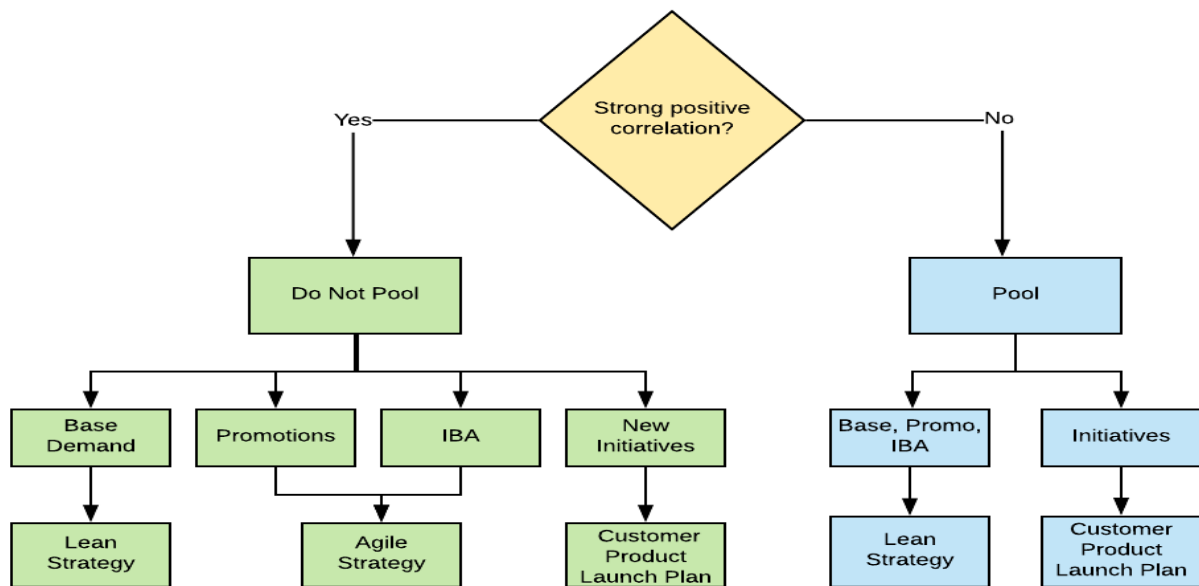 Strong positive
correlation?
Yes
No
Do Not Pool
Pool
Base
Demand
Promotions
IBA
New
Initiatives
Base, Promo,
IBA
Initiatives
Lean
Strategy
Agile
Strategy
Customer
Product
Launch Plan
Lean
Strategy
Customer
Product
Launch Plan